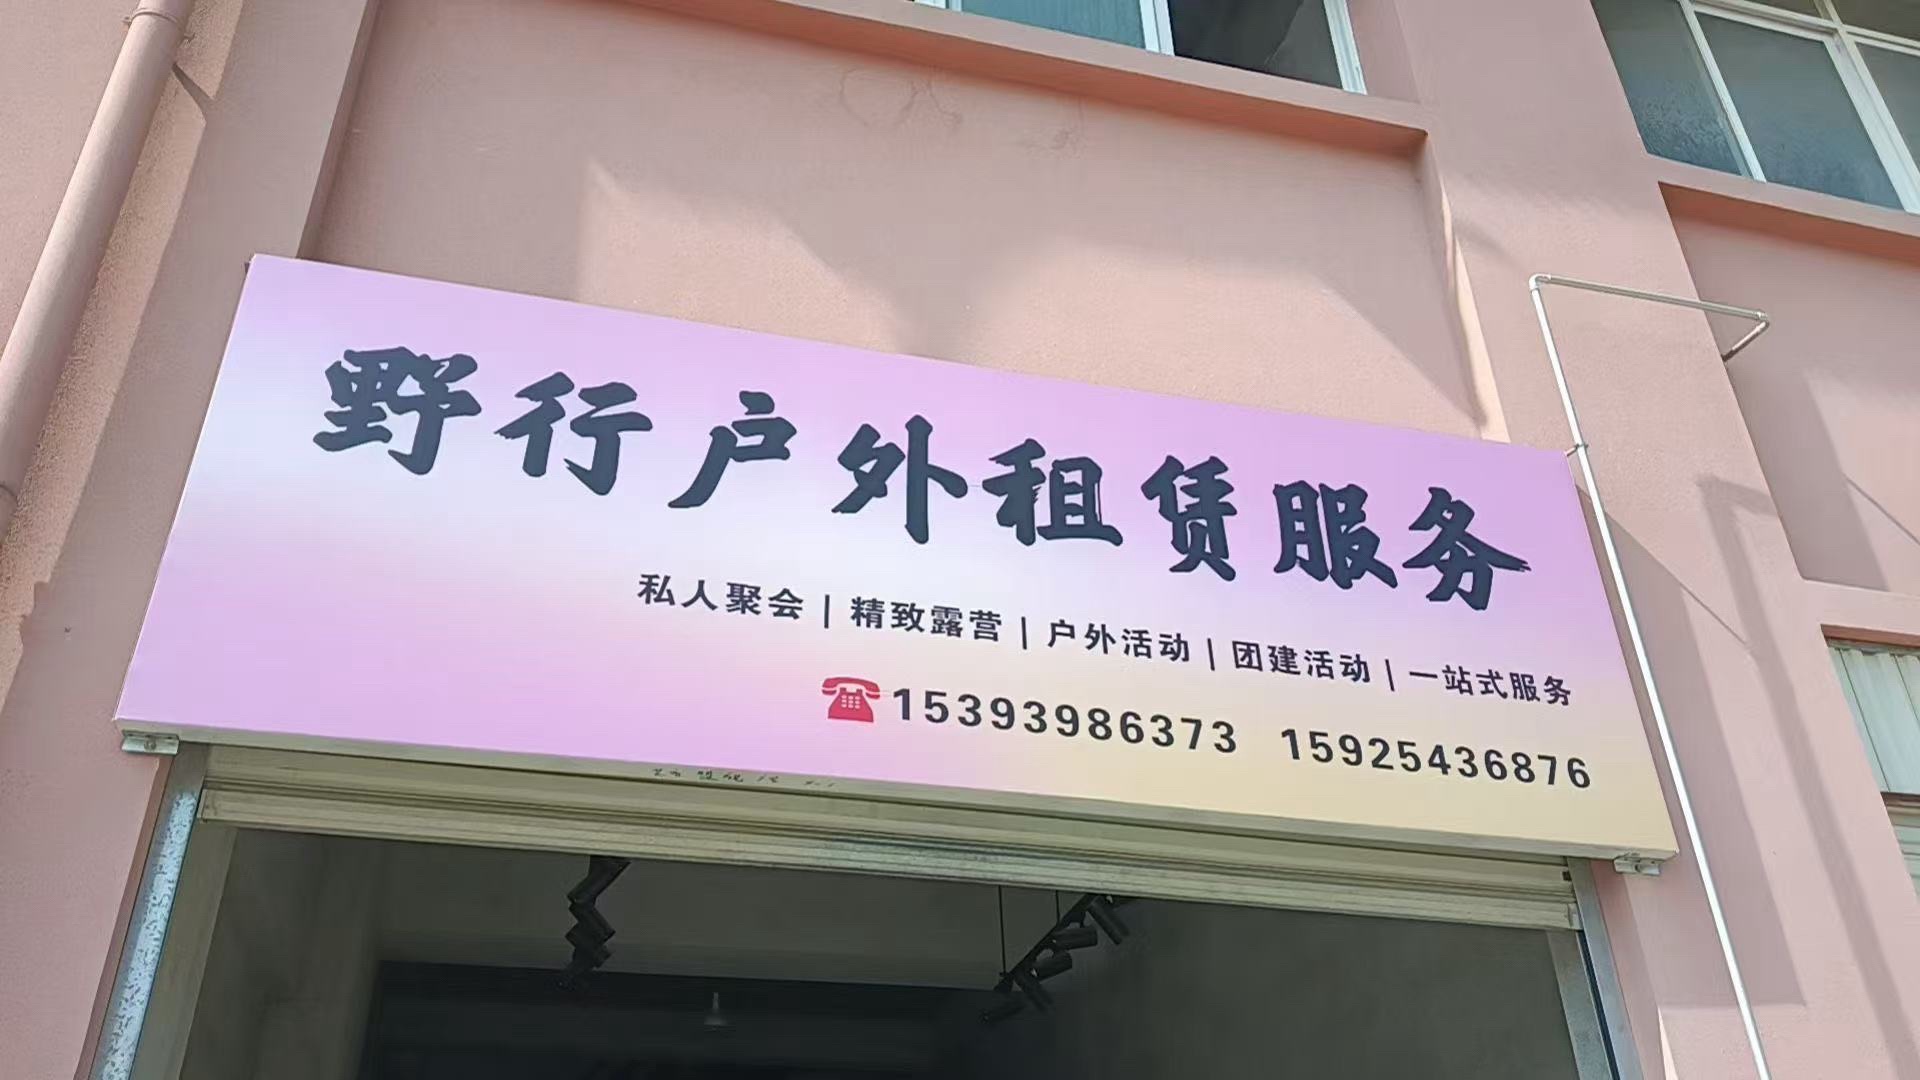 野行户外租赁服务
私人聚会 | 精致露营 | 户外活动 | 团建活动 | 一站式服务
☎15393986373 15925436876